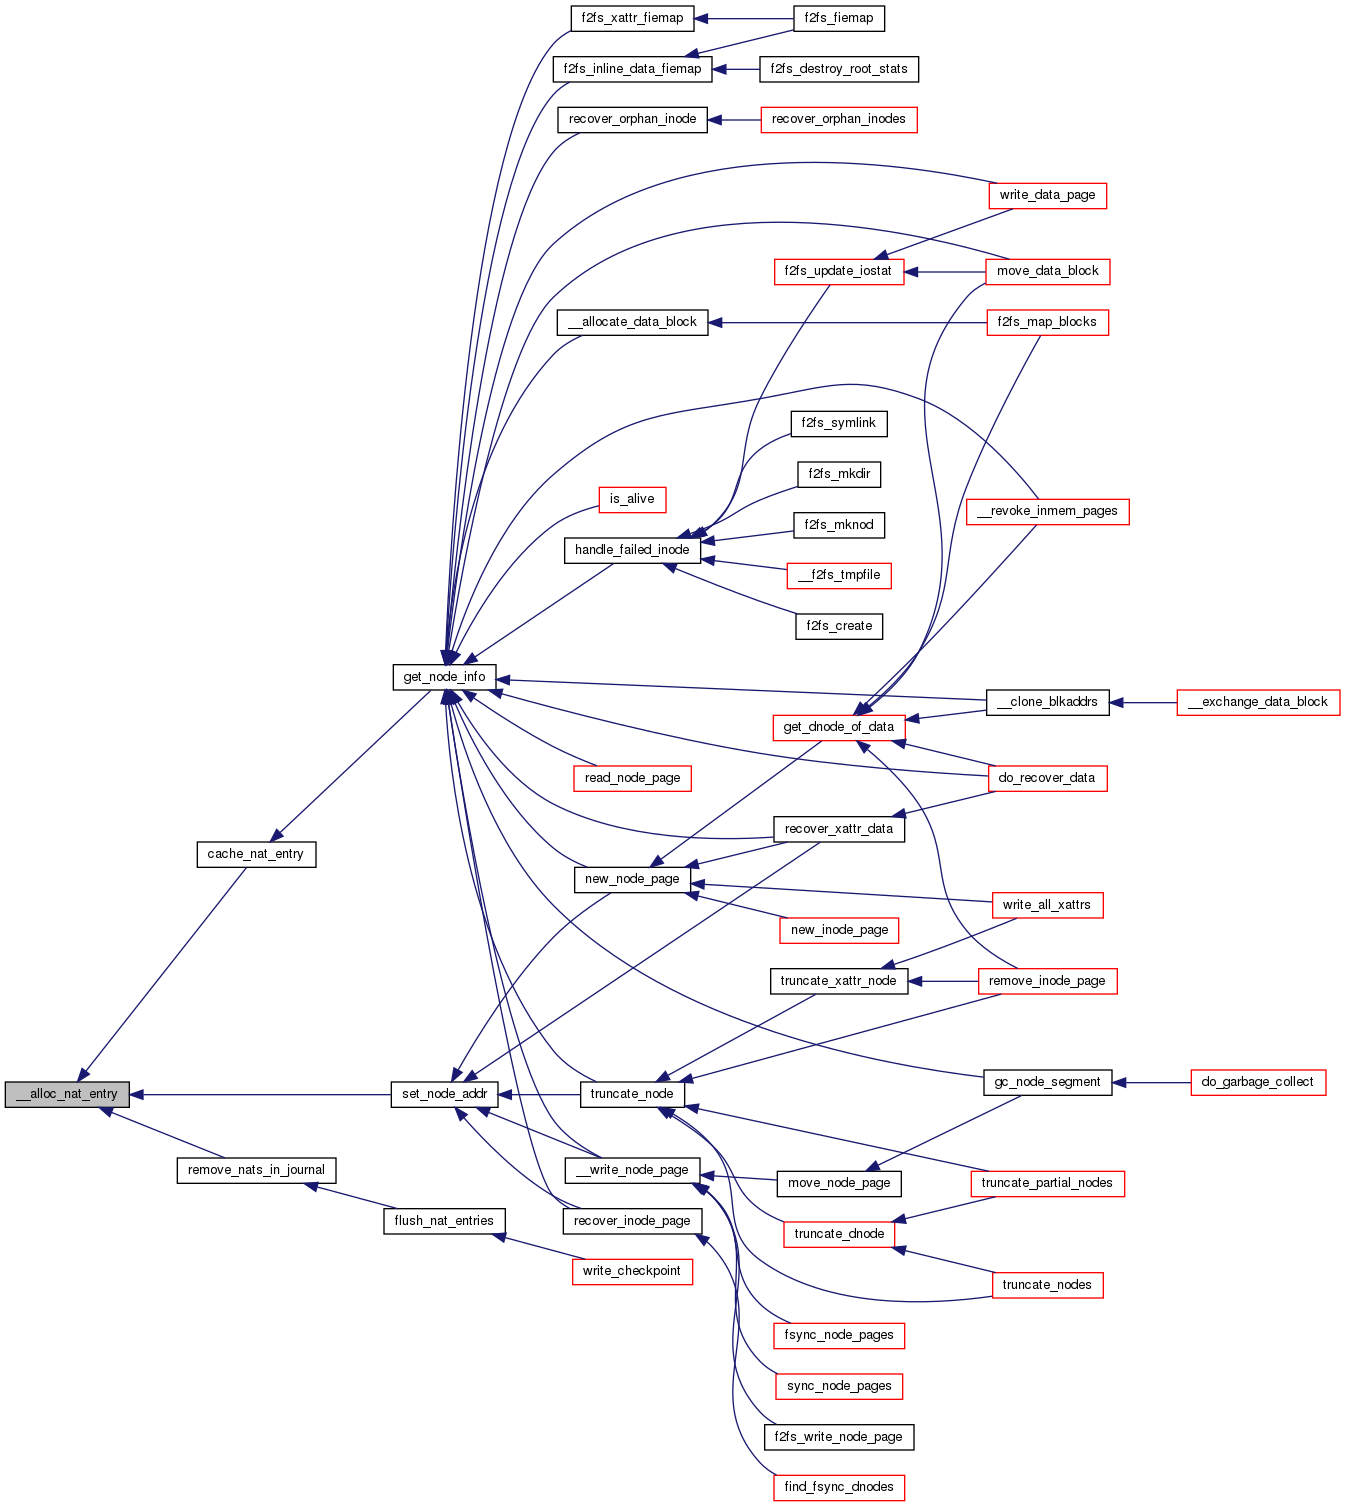 f2fs_xattr_fiemap
f2fs_fiemap
f2fs_inline_data_fiemap
f2fs_destroy_root_stats
recover_orphan_inode
recover_orphan_inodes
write_data_page
f2fs_update_iostat
move_data_block
__allocate_data_block
f2fs_map_blocks
f2fs_symlink
f2fs_mkdir
is_alive
__revoke_inmem_pages
f2fs_mknod
handle_failed_inode
__f2fs_tmpfile
f2fs_create
get_node_info
__clone_blkaddrs
__exchange_data_block
get_dnode_of_data
read_node_page
do_recover_data
recover_xattr_data
cache_nat_entry
new_node_page
write_all_xattrs
new_inode_page
truncate_xattr_node
remove_inode_page
gc_node_segment
do_garbage_collect
__alloc_nat_entry
set_node_addr
truncate_node
remove_nats_in_journal
__write_node_page
move_node_page
truncate_partial_nodes
flush_nat_entries
recover_inode_page
truncate_dnode
write_checkpoint
truncate_nodes
fsync_node_pages
sync_node_pages
f2fs_write_node_page
find_fsync_dnodes